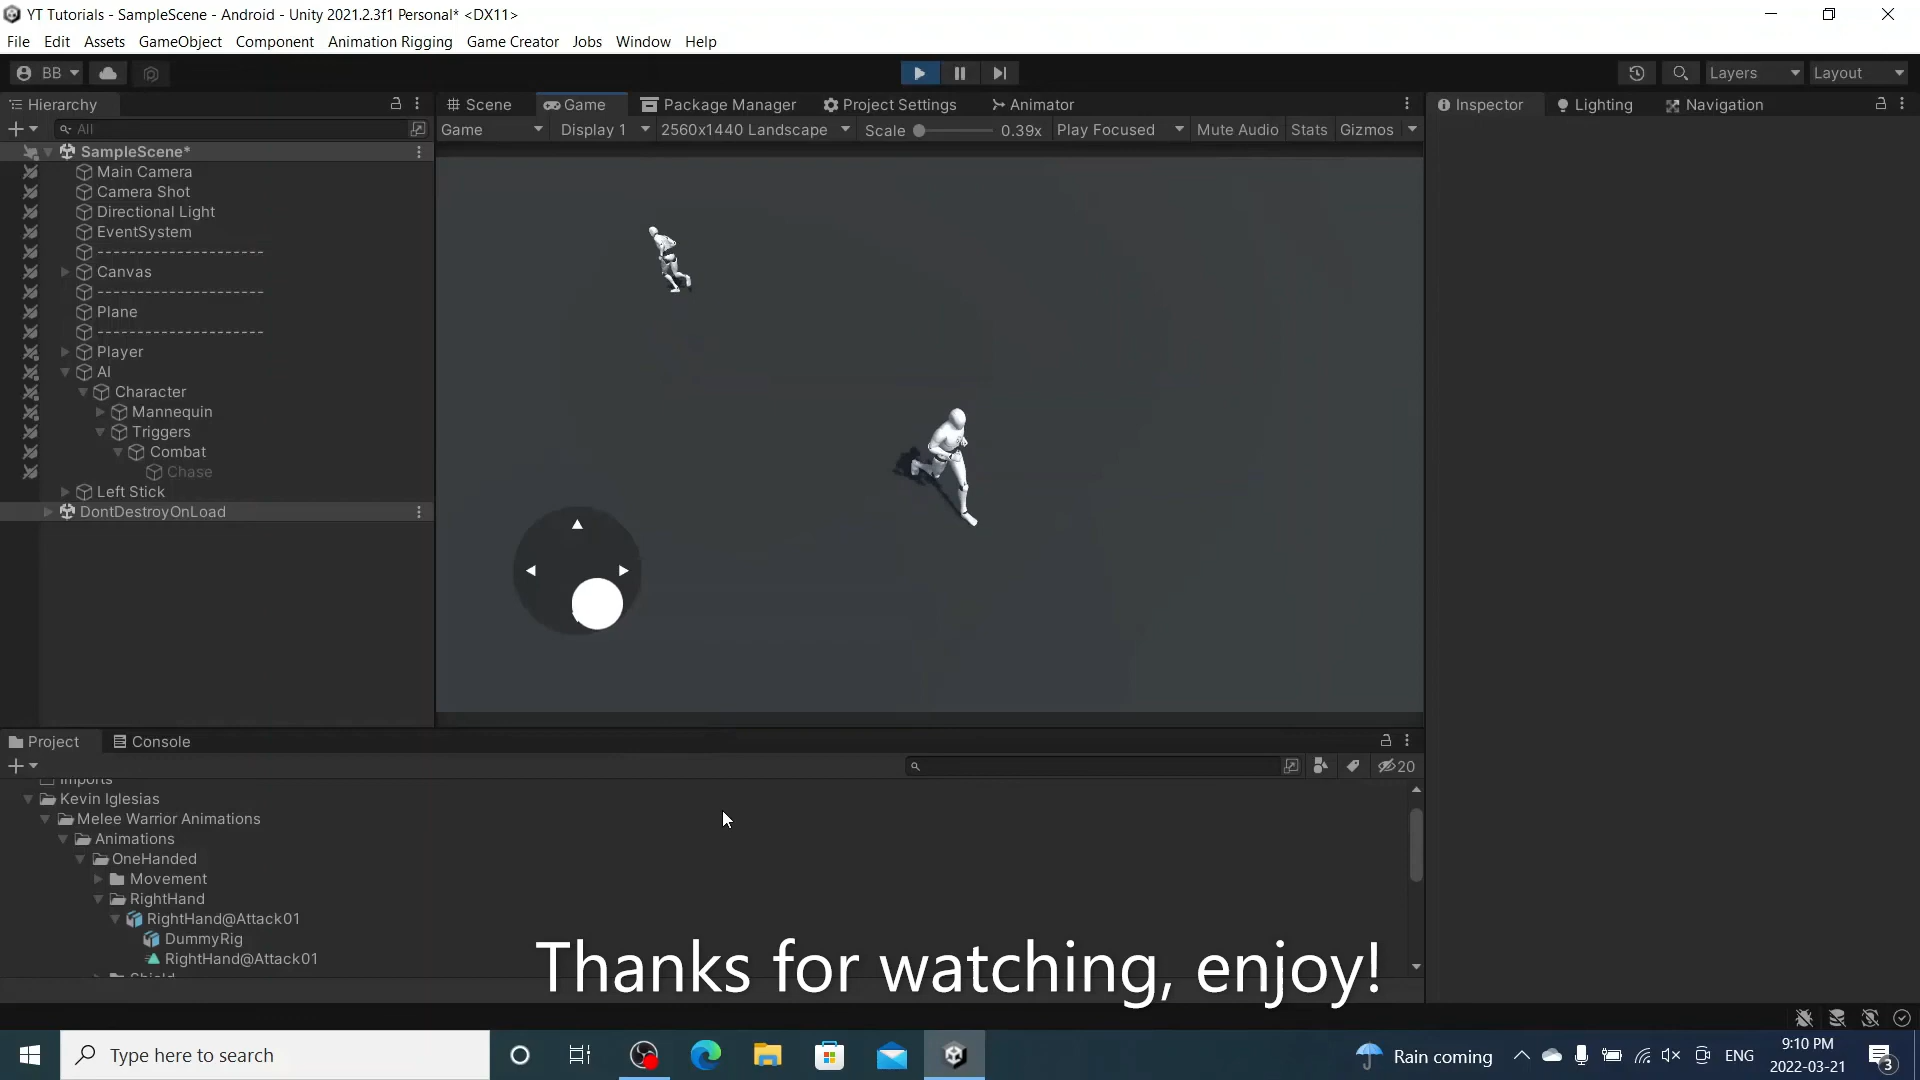 YT Tutorials - SampleScene - Android - Unity 2021.2.3f1 Personal* <DX11>
File Edit Assets GameObject Component Animation Rigging Game Creator Jobs Window Help
BB Layers Layout
Hierarchy
All
SampleScene*
Main Camera
Camera Shot
Directional Light
EventSystem
---------------------
Canvas
---------------------
Plane
---------------------
Player
AI
Character
Mannequin
Triggers
Combat
Chase
Left Stick
DontDestroyOnLoad
Scene Game Package Manager Project Settings Animator
Game Display 1 2560x1440 Landscape Scale 0.39x Play Focused Mute Audio Stats Gizmos
Inspector Lighting Navigation
Project Console
20
Imports
Kevin Iglesias
Melee Warrior Animations
Animations
OneHanded
Movement
RightHand
RightHand@Attack01
DummyRig
RightHand@Attack01
Shield
Thanks for watching, enjoy!
Type here to search
Rain coming
ENG
9:10 PM
2022-03-21
3